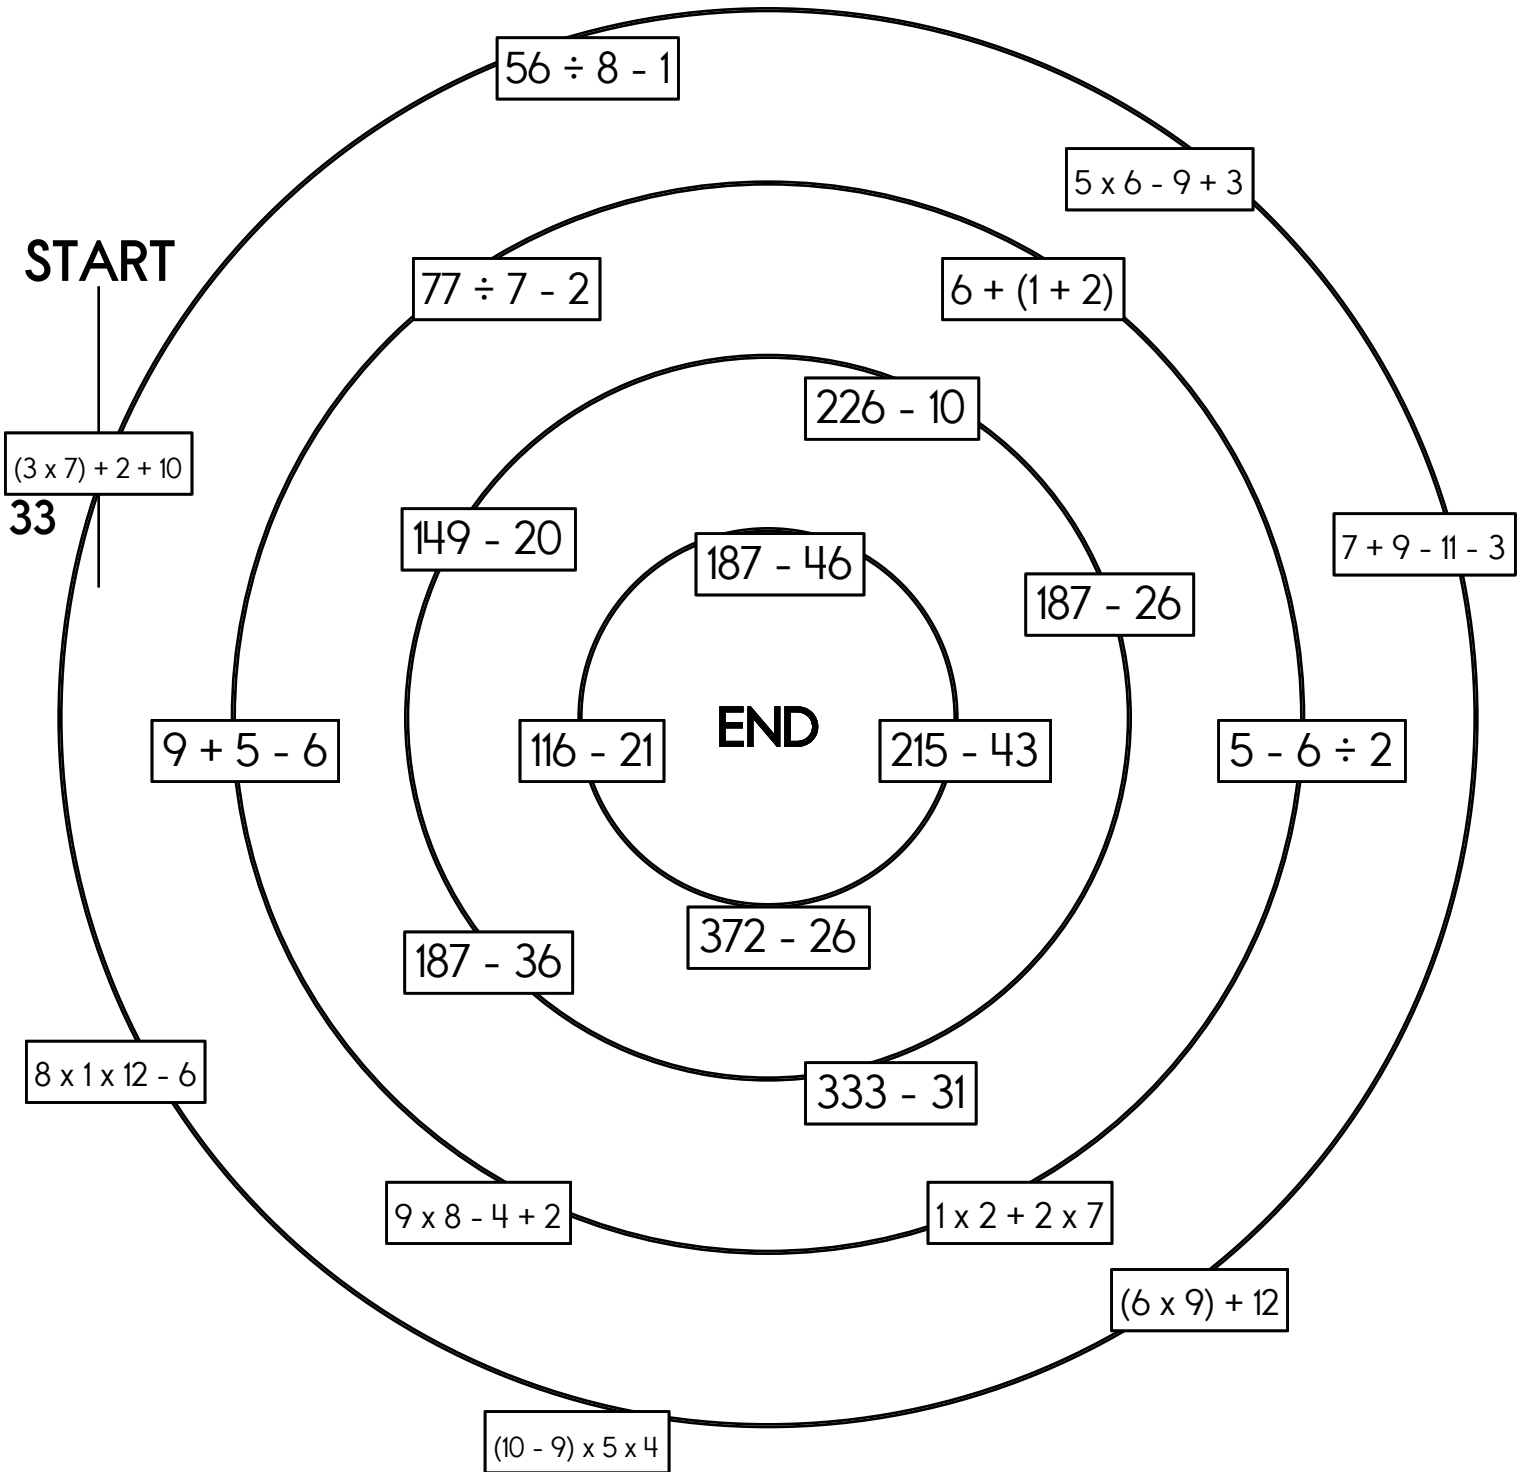 56 ÷ 8 - 1
5 x 6 - 9 + 3
START
77 ÷ 7 - 2
6 + (1 + 2)
226 - 10
(3 x 7) + 2 + 10
33
149 - 20
187 - 46
7 + 9 - 11 - 3
187 - 26
9 + 5 - 6
116 - 21
END
215 - 43
5 - 6 ÷ 2
372 - 26
187 - 36
8 x 1 x 12 - 6
333 - 31
9 x 8 - 4 + 2
1 x 2 + 2 x 7
(6 x 9) + 12
(10 - 9) x 5 x 4